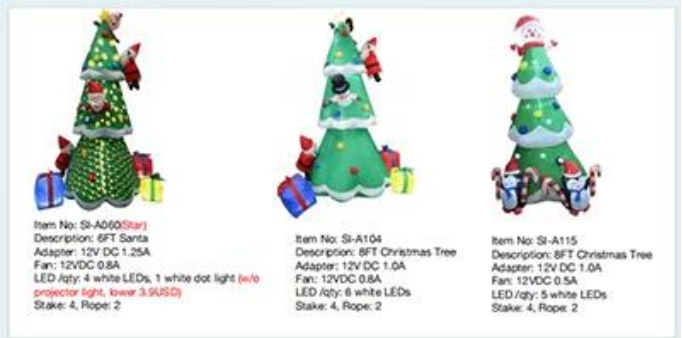 Item No: SI-A060(Star)
Description: 6FT Santa
Adapter: 12V DC 1.25A
Fan: 12VDC 0.8A
LED /qty: 4 white LEDs, 1 white dot light (w/o
projector light, lower 3.9USD)
Stake: 4, Rope: 2
Item No: SI-A104
Description: 8FT Christmas Tree
Adapter: 12V DC 1.0A
Fan: 12VDC 0.8A
LED /qty: 6 white LEDs
Stake: 4, Rope: 2
Item No: SI-A115
Description: 8FT Christmas Tree
Adapter: 12V DC 1.0A
Fan: 12VDC 0.5A
LED /qty: 5 white LEDs
Stake: 4, Rope: 2